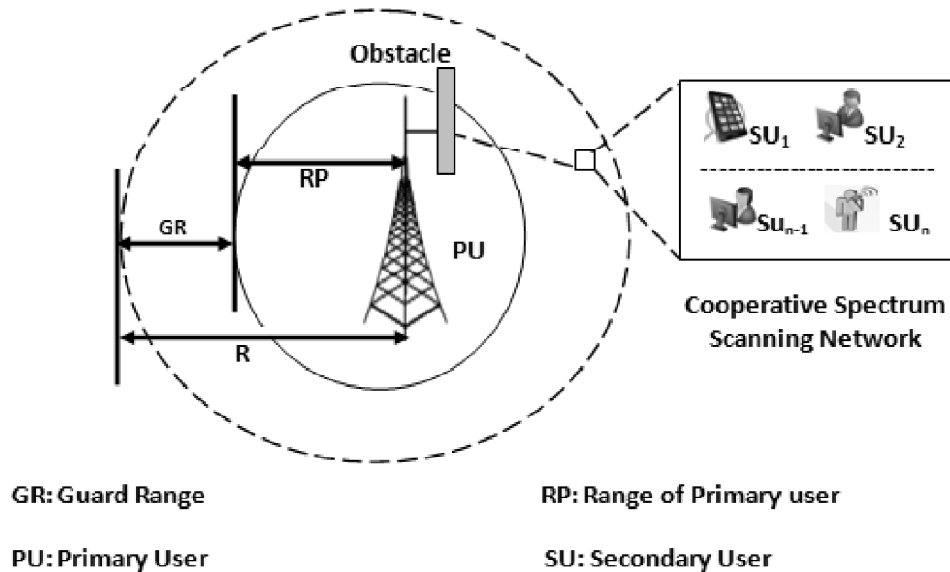 Obstacle
RP
GR
PU
R
SU₁
SU₂
Suₙ₋₁
SUₙ
Cooperative Spectrum
Scanning Network
GR: Guard Range
RP: Range of Primary user
PU: Primary User
SU: Secondary User